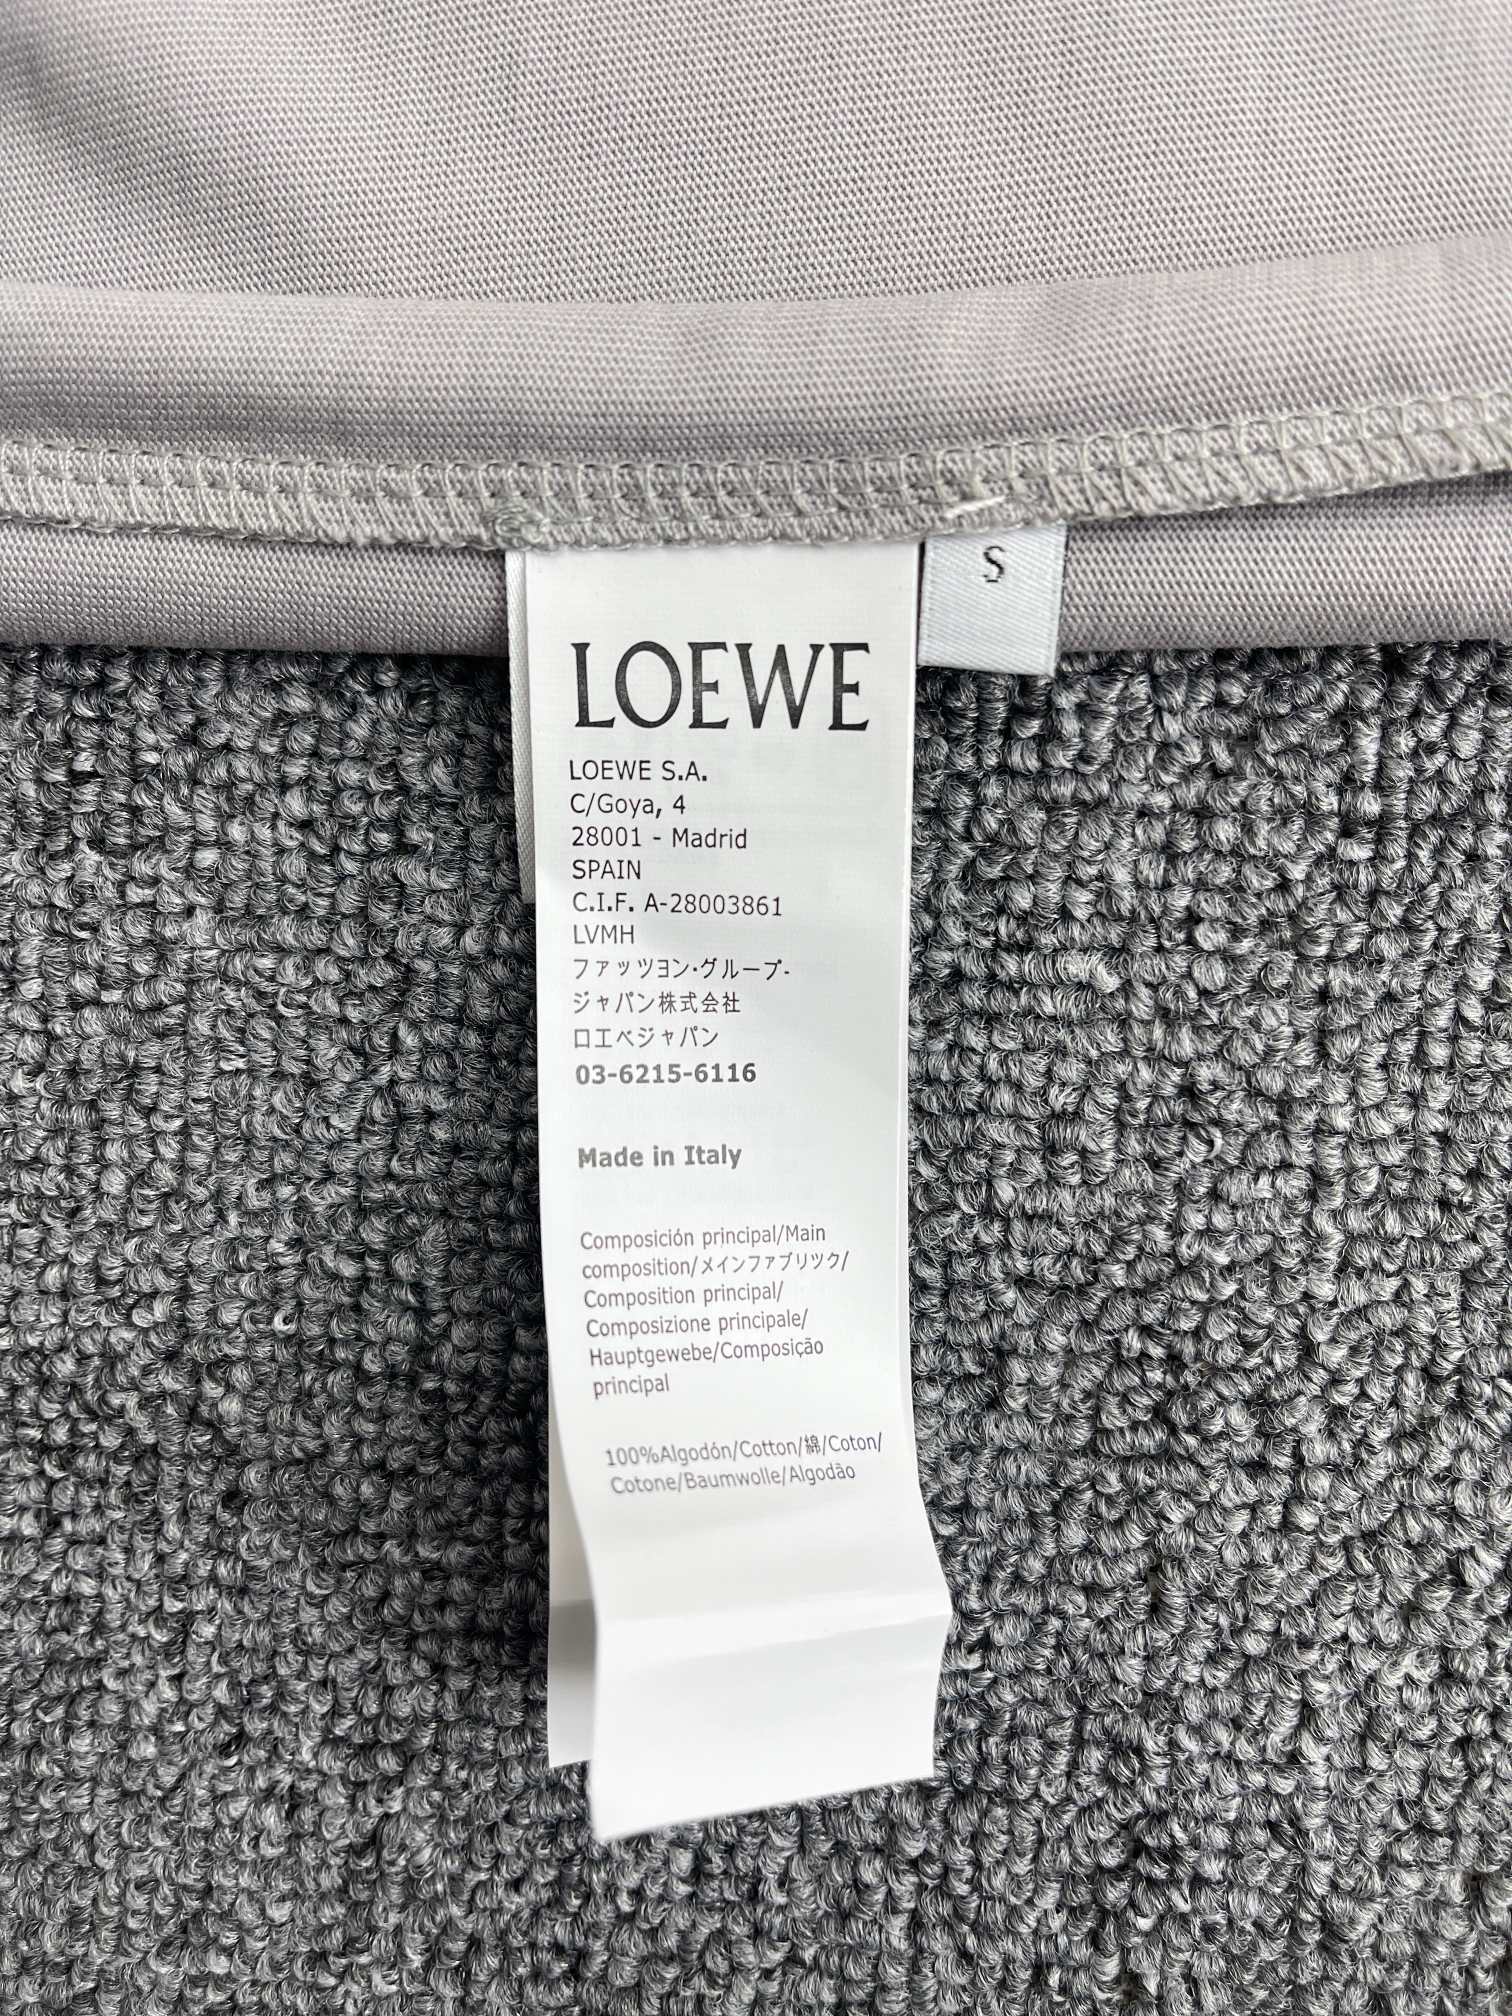 S
LOEWE
LOEWE S.A.
C/Goya, 4
28001 - Madrid
SPAIN
C.I.F. A-28003861
LVMH
ファッツヨン·グループ-
ジャパン株式会社
ロエベジャパン
03-6215-6116
Made in Italy
Composición principal/Main
composition/メインファブリツク/
Composition principal/
Composizione principale/
Hauptgewebe/Composição
principal
100%Algodón/Cotton/綿/Coton/
Cotone/Baumwolle/Algodão